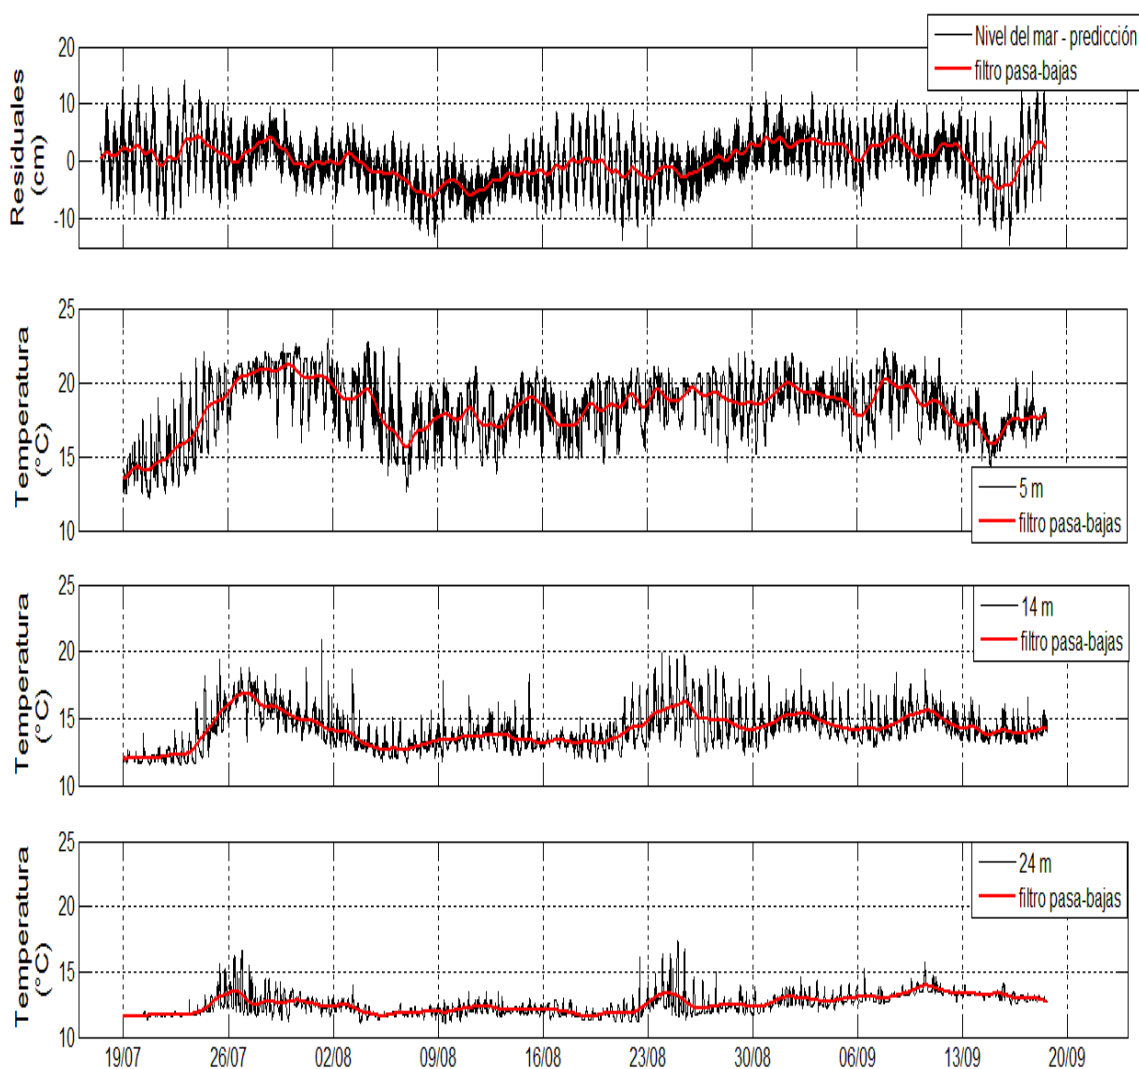 Nivel del mar - predicción
filtro pasa-bajas
20
10
0
-10
Residuales
(cm)
25
20
15
10
Temperatura
(°C)
5 m
filtro pasa-bajas
25
20
15
10
Temperatura
(°C)
14 m
filtro pasa-bajas
25
20
15
10
Temperatura
(°C)
24 m
filtro pasa-bajas
19/07 26/07 02/08 09/08 16/08 23/08 30/08 06/09 13/09 20/09